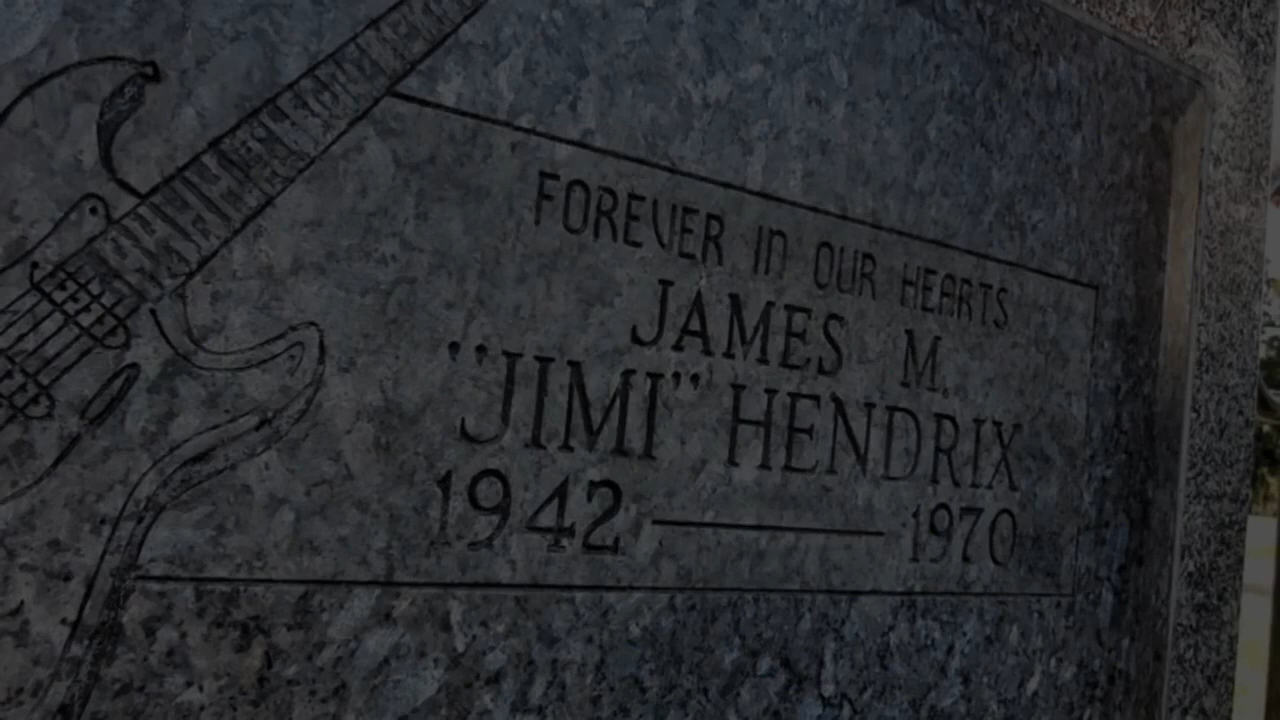 FOREVER IN OUR HEARTS
JAMES M.
"JIMI" HENDRIX
1942 — 1970